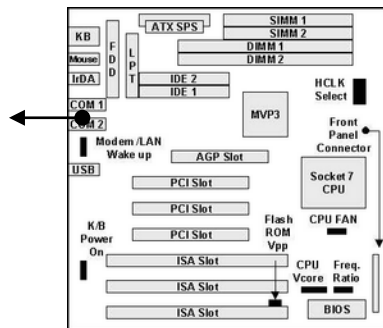 KB
FDD
LPT
ATX SPS
SIMM 1
SIMM 2
DIMM 1
DIMM 2
Mouse
IrDA
IDE 2
IDE 1
HCLK
Select
COM 1
COM 2
MVP3
Front
Panel
Connector
Modem /LAN
Wake up
AGP Slot
USB
Socket 7
CPU
PCI Slot
PCI Slot
PCI Slot
K/B
Power
On
Flash
ROM
Vpp
CPU FAN
ISA Slot
CPU
Vcore
Freq.
Ratio
ISA Slot
ISA Slot
BIOS